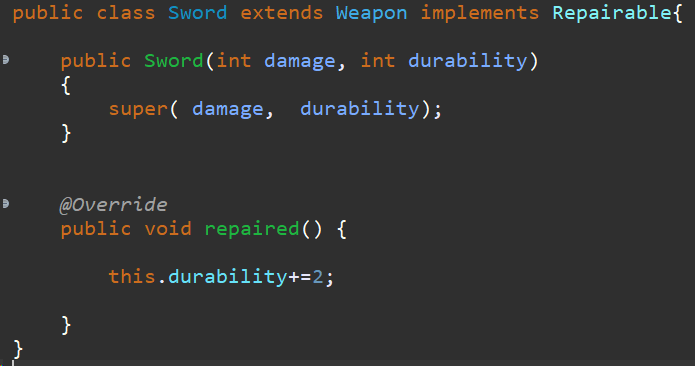 public class Sword extends Weapon implements Repairable{
public Sword(int damage, int durability)
{
super( damage,  durability);
}
@Override
public void repaired() {
this.durability+=2;
}
}